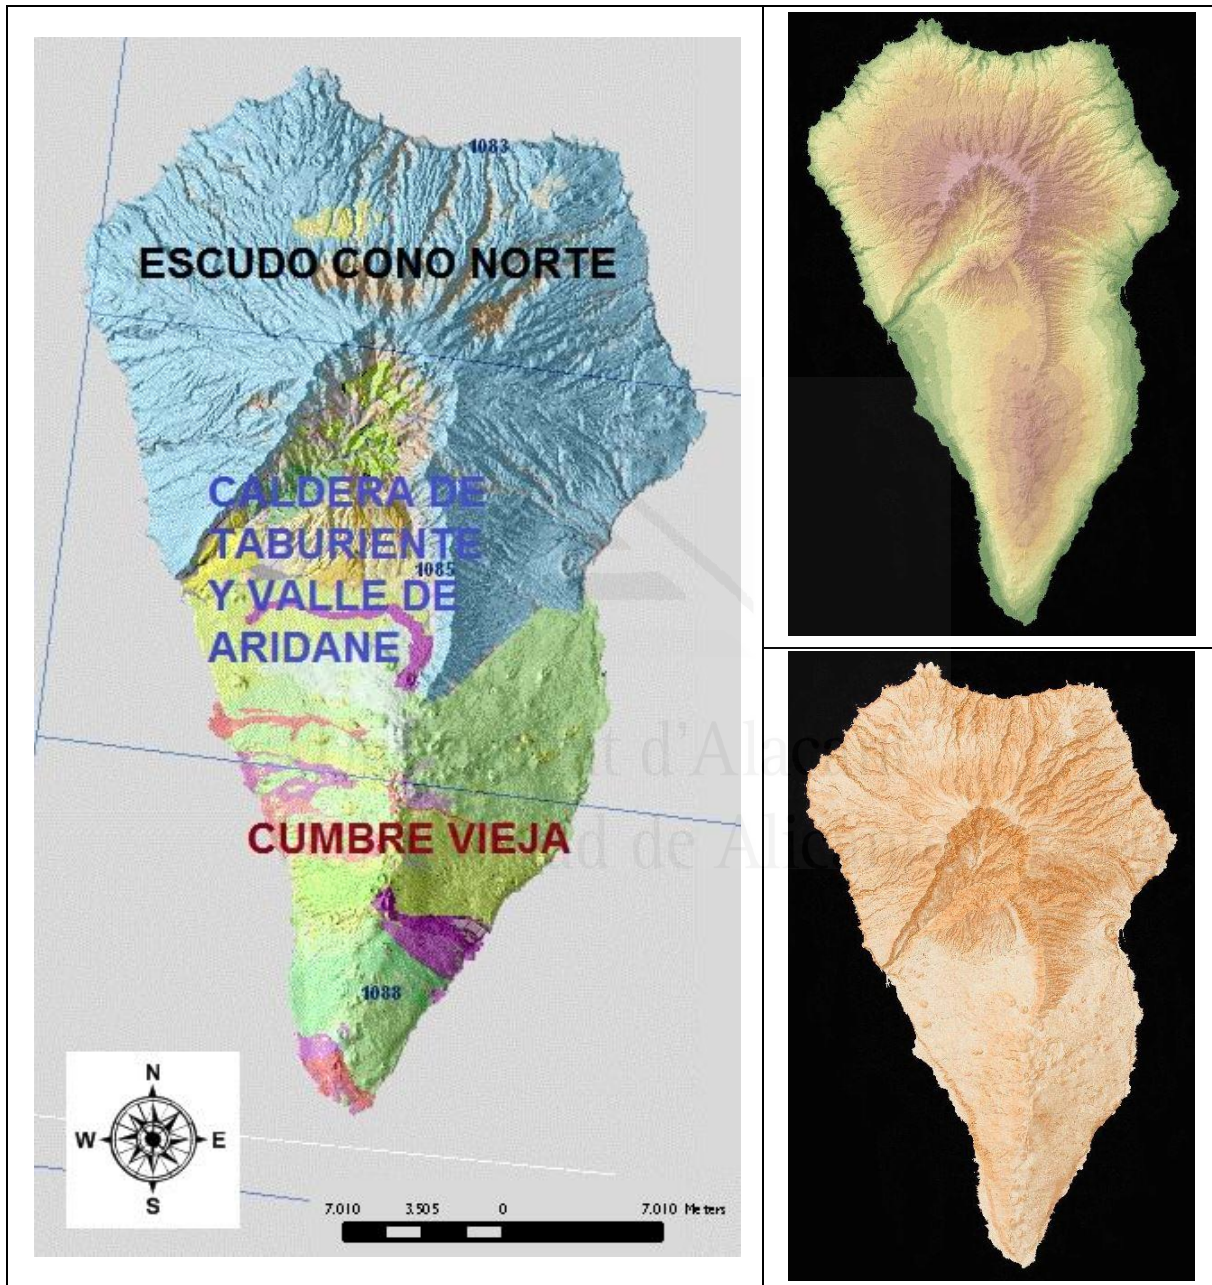 1083
ESCUDO CONO NORTE
CALDERA DE
TABURIENTE
1085
Y VALLE DE
ARIDANE
CUMBRE VIEJA
1088
N
W E
S
7.010 3.505 0 7.010 Meters